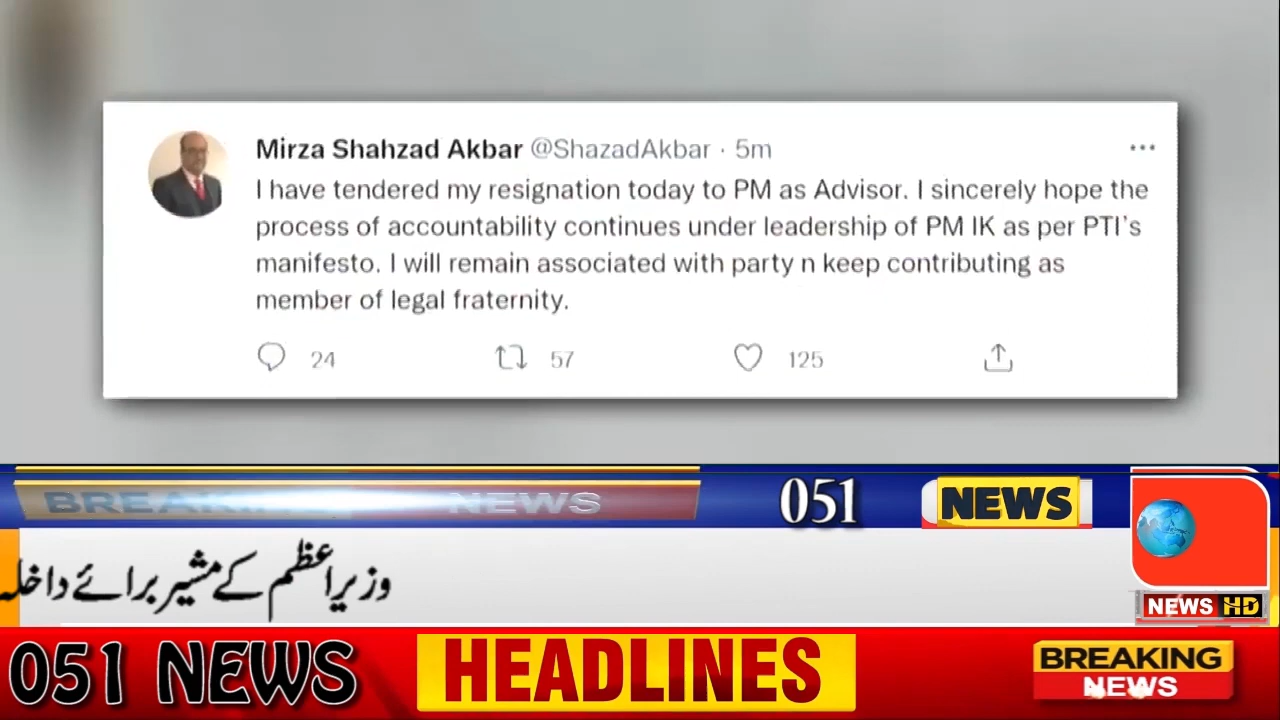 Mirza Shahzad Akbar @ShazadAkbar · 5m
I have tendered my resignation today to PM as Advisor. I sincerely hope the
process of accountability continues under leadership of PM IK as per PTI's
manifesto. I will remain associated with party n keep contributing as
member of legal fraternity.
24 57 125
NEWS 051 NEWS
وزیراعظم کے مشیر برائے داخلہ
NEWS HD
051 NEWS HEADLINES BREAKING
NEWS